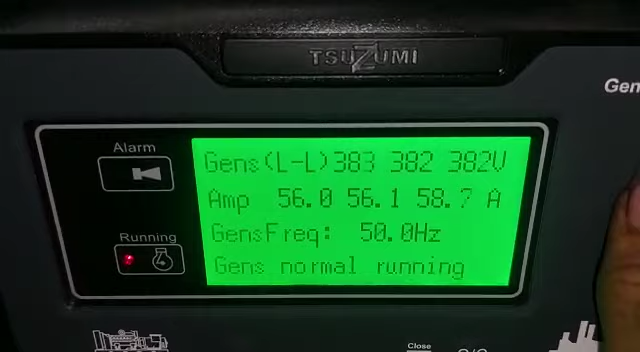 TSUZUMI
Gen
Alarm
Gens(L-L)383 382 382V
Amp 56.0 56.1 58.7 A
Running
GensFreq: 50.0Hz
Gens normal running
Close